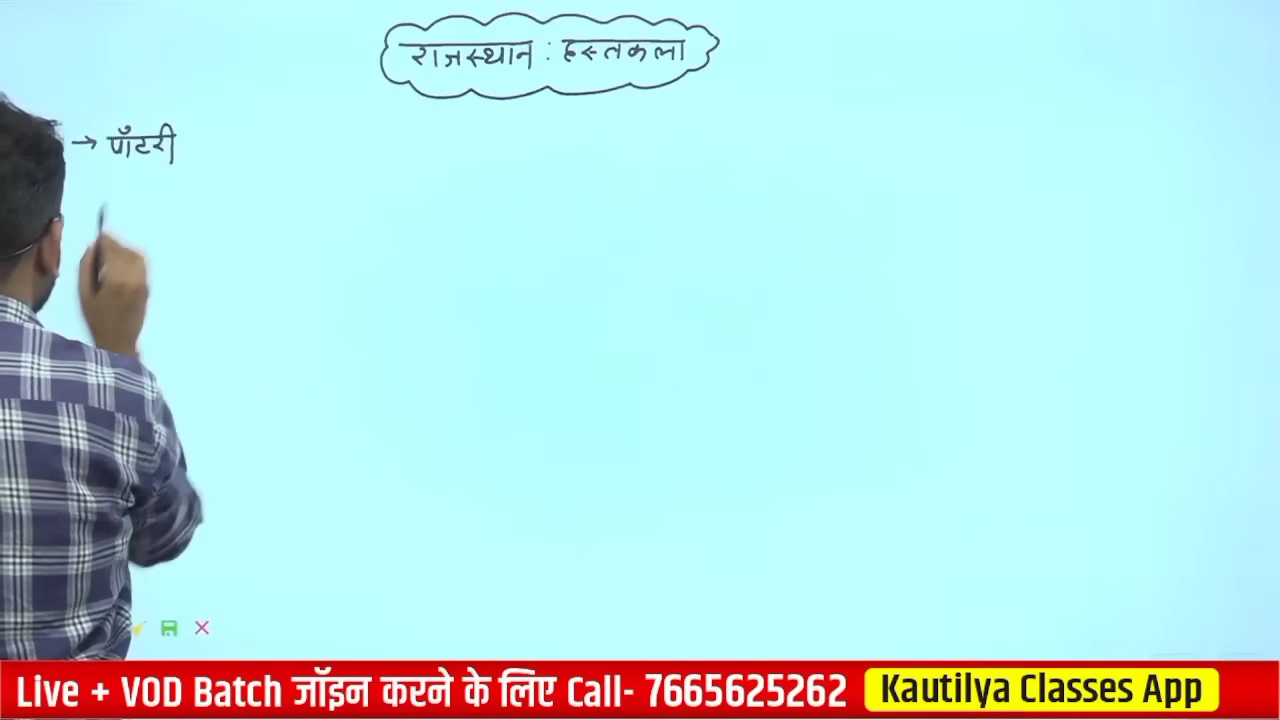 राजस्थान : हस्तकला
→ पॉटरी
Live + VOD Batch जॉइन करने के लिए Call- 7665625262 Kautilya Classes App